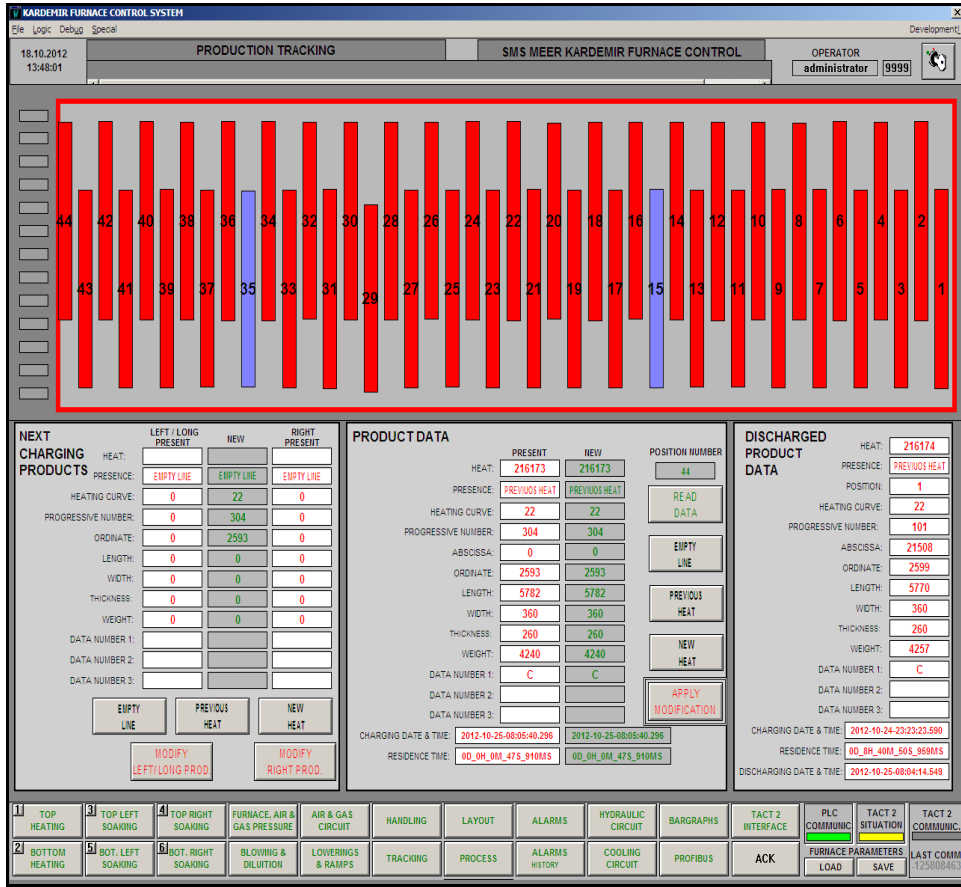 KARDEMIR FURNACE CONTROL SYSTEM
File Logic Debug Special Development
18.10.2012
13:48:01
PRODUCTION TRACKING
SMS MEER KARDEMIR FURNACE CONTROL
OPERATOR
administrator 9999
44 42 40 38 36 34 32 30 28 26 24 22 20 18 16 14 12 10 8 6 4 2
43 41 39 37 35 33 31 29 27 25 23 21 19 17 15 13 11 9 7 5 3 1
NEXT CHARGING PRODUCTS
LEFT / LONG PRESENT NEW RIGHT PRESENT
HEAT:
PRESENCE: EMPTY LINE EMPTY LINE EMPTY LINE
HEATING CURVE: 0 22 0
PROGRESSIVE NUMBER: 0 304 0
ORDINATE: 0 2593 0
LENGTH: 0 0 0
WIDTH: 0 0 0
THICKNESS: 0 0 0
WEIGHT: 0 0 0
DATA NUMBER 1:
DATA NUMBER 2:
DATA NUMBER 3:
EMPTY LINE
PREVIOUS HEAT
NEW HEAT
MODIFY LEFT/LONG PROD
MODIFY RIGHT PROD.
PRODUCT DATA
PRESENT NEW
HEAT: 216173 216173
PRESENCE: PREVIUOS HEAT PREVIUOS HEAT
HEATING CURVE: 22 22
PROGRESSIVE NUMBER: 304 304
ABSCISSA: 0 0
ORDINATE: 2593 2593
LENGTH: 5782 5782
WIDTH: 360 360
THICKNESS: 260 260
WEIGHT: 4240 4240
DATA NUMBER 1: C C
DATA NUMBER 2:
DATA NUMBER 3:
CHARGING DATE & TIME: 2012-10-25-08:05:40.296 2012-10-25-08:05:40.296
RESIDENCE TIME: 0D_0H_0M_47S_910MS 0D_0H_0M_47S_910MS
POSITION NUMBER
44
READ DATA
EMPTY LINE
PREVIOUS HEAT
NEW HEAT
APPLY MODIFICATION
DISCHARGED PRODUCT DATA
HEAT: 216174
PRESENCE: PREVIUOS HEAT
POSITION: 1
HEATING CURVE: 22
PROGRESSIVE NUMBER: 101
ABSCISSA: 21508
ORDINATE: 2599
LENGTH: 5770
WIDTH: 360
THICKNESS: 260
WEIGHT: 4257
DATA NUMBER 1: C
DATA NUMBER 2:
DATA NUMBER 3:
CHARGING DATE & TIME: 2012-10-24-23:23:23.590
RESIDENCE TIME: 0D_8H_40M_50S_959MS
DISCHARGING DATE & TIME: 2012-10-25-08:04:14.549
1 TOP HEATING
3 TOP LEFT SOAKING
4 TOP RIGHT SOAKING
FURNACE, AIR & GAS PRESSURE
AIR & GAS CIRCUIT
HANDLING
LAYOUT
ALARMS
HYDRAULIC CIRCUIT
BARGRAPHS
TACT 2 INTERFACE
PLC COMMUNIC
TACT 2 SITUATION
TACT 2 COMMUNIC.
2 BOTTOM HEATING
5 BOT. LEFT SOAKING
6 BOT. RIGHT SOAKING
BLOWING & DILUTION
LOWERINGS & RAMPS
TRACKING
PROCESS
ALARMS HISTORY
COOLING CIRCUIT
PROFIBUS
ACK
FURNACE PARAMETERS
LOAD SAVE
LAST COMM
-125808463